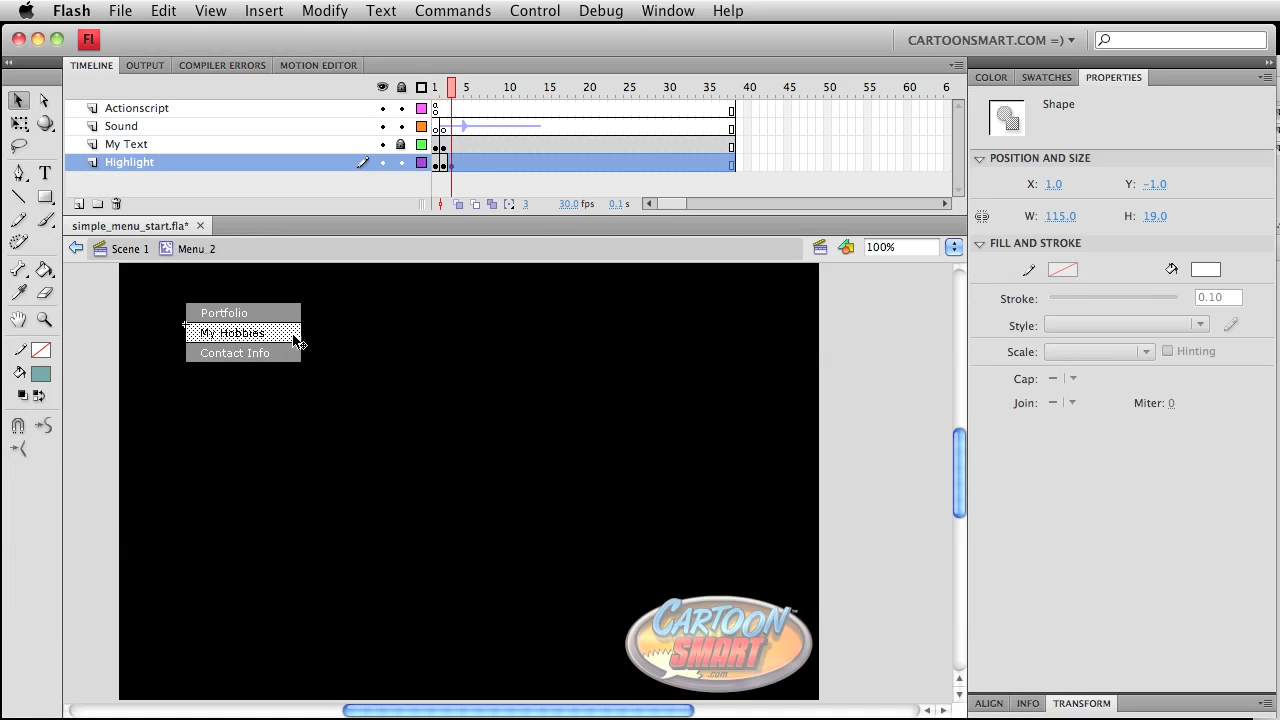 Flash File Edit View Insert Modify Text Commands Control Debug Window Help
Fl CARTOONSMART.COM =)
TIMELINE OUTPUT COMPILER ERRORS MOTION EDITOR
1 5 10 15 20 25 30 35 40 45 50 55 60 6
Actionscript
Sound
My Text
Highlight
3 30.0 fps 0.1 s
simple_menu_start.fla*
Scene 1 Menu_2 100%
Portfolio
My Hobbies
Contact Info
CARTOON
SMART
.com
COLOR SWATCHES PROPERTIES
Shape
POSITION AND SIZE
X: 1.0 Y: -1.0
W: 115.0 H: 19.0
FILL AND STROKE
Stroke: 0.10
Style:
Scale: Hinting
Cap:
Join: Miter: 0
ALIGN INFO TRANSFORM
T